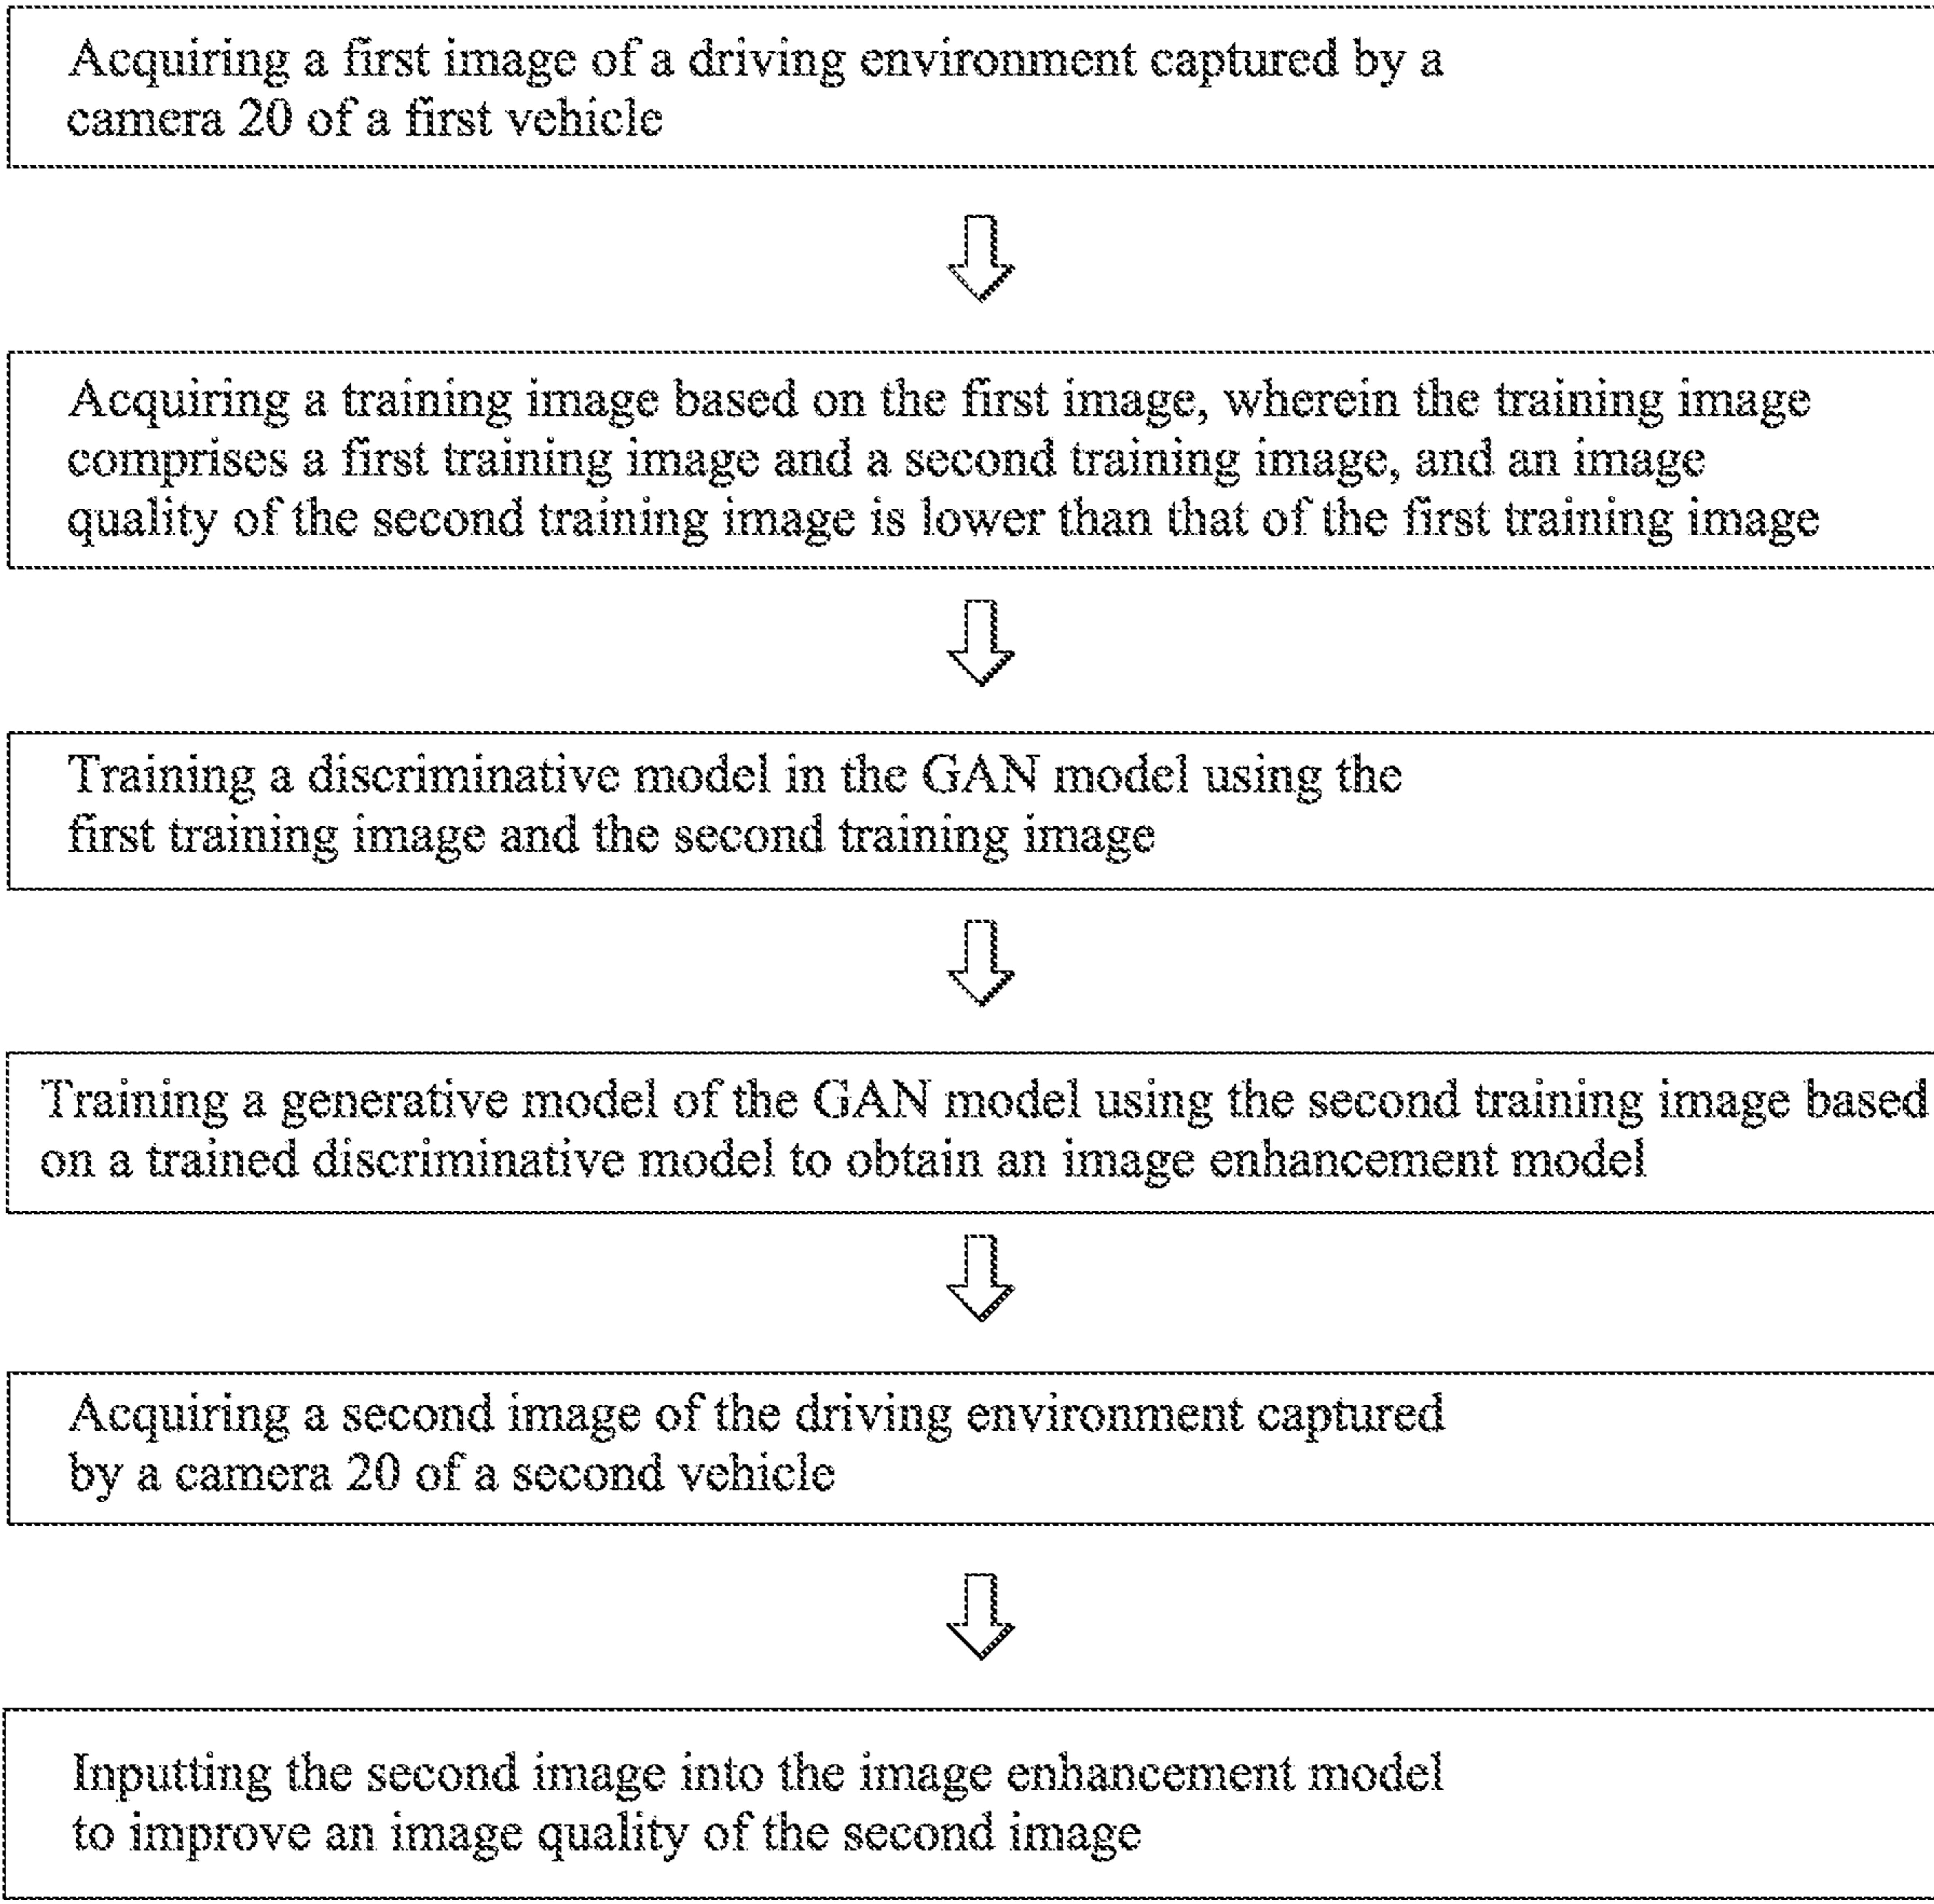 Acquiring a first image of a driving environment captured by a
camera 20 of a first vehicle
Acquiring a training image based on the first image, wherein the training image
comprises a first training image and a second training image, and an image
quality of the second training image is lower than that of the first training image
Training a discriminative model in the GAN model using the
first training image and the second training image
Training a generative model of the GAN model using the second training image based
on a trained discriminative model to obtain an image enhancement model
Acquiring a second image of the driving environment captured
by a camera 20 of a second vehicle
Inputting the second image into the image enhancement model
to improve an image quality of the second image